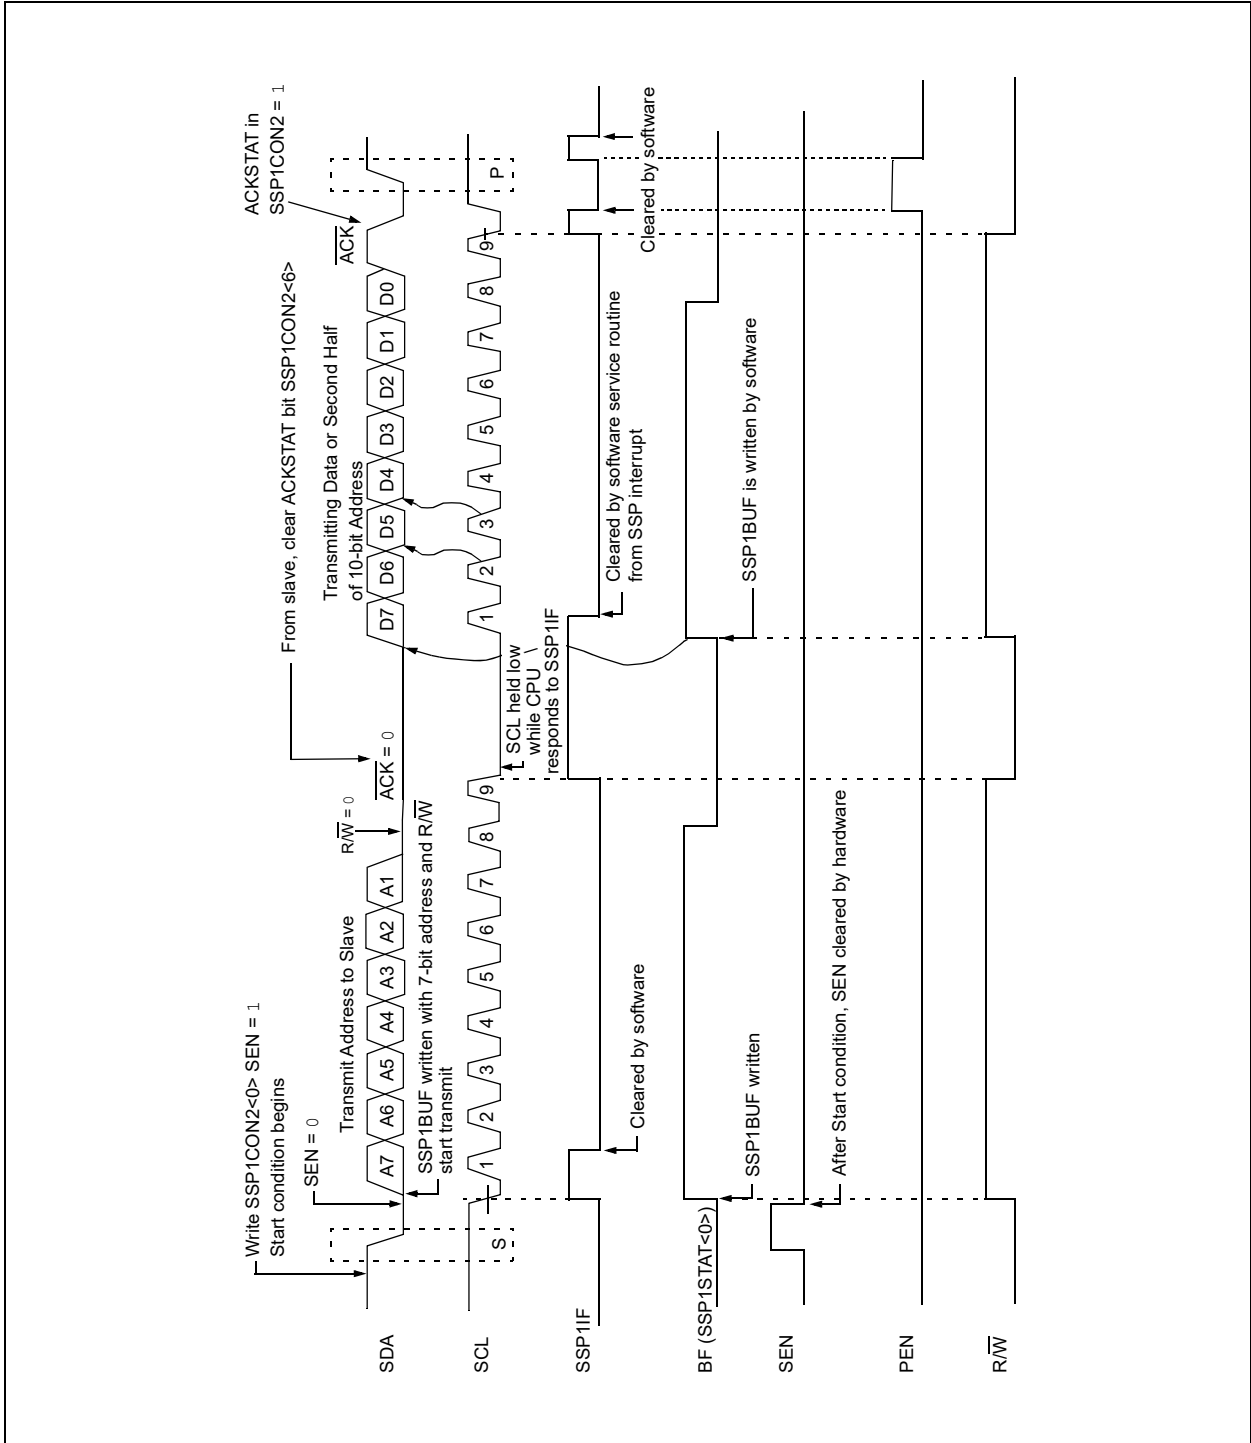 Write SSP1CON2<0> SEN = 1
Start condition begins
SEN = 0
From slave, clear ACKSTAT bit SSP1CON2<6>
ACKSTAT in
SSP1CON2 = 1
Transmit Address to Slave
R/W = 0
ACK = 0
Transmitting Data or Second Half
of 10-bit Address
ACK
SDA
A7 A6 A5 A4 A3 A2 A1
D7 D6 D5 D4 D3 D2 D1 D0
SSP1BUF written with 7-bit address and R/W
start transmit
SCL
S
1 2 3 4 5 6 7 8 9
1 2 3 4 5 6 7 8 9
P
SCL held low
while CPU
responds to SSP1IF
SSP1IF
Cleared by software
Cleared by software service routine
from SSP interrupt
Cleared by software
BF (SSP1STAT<0>)
SSP1BUF written
SSP1BUF is written by software
SEN
After Start condition, SEN cleared by hardware
PEN
R/W